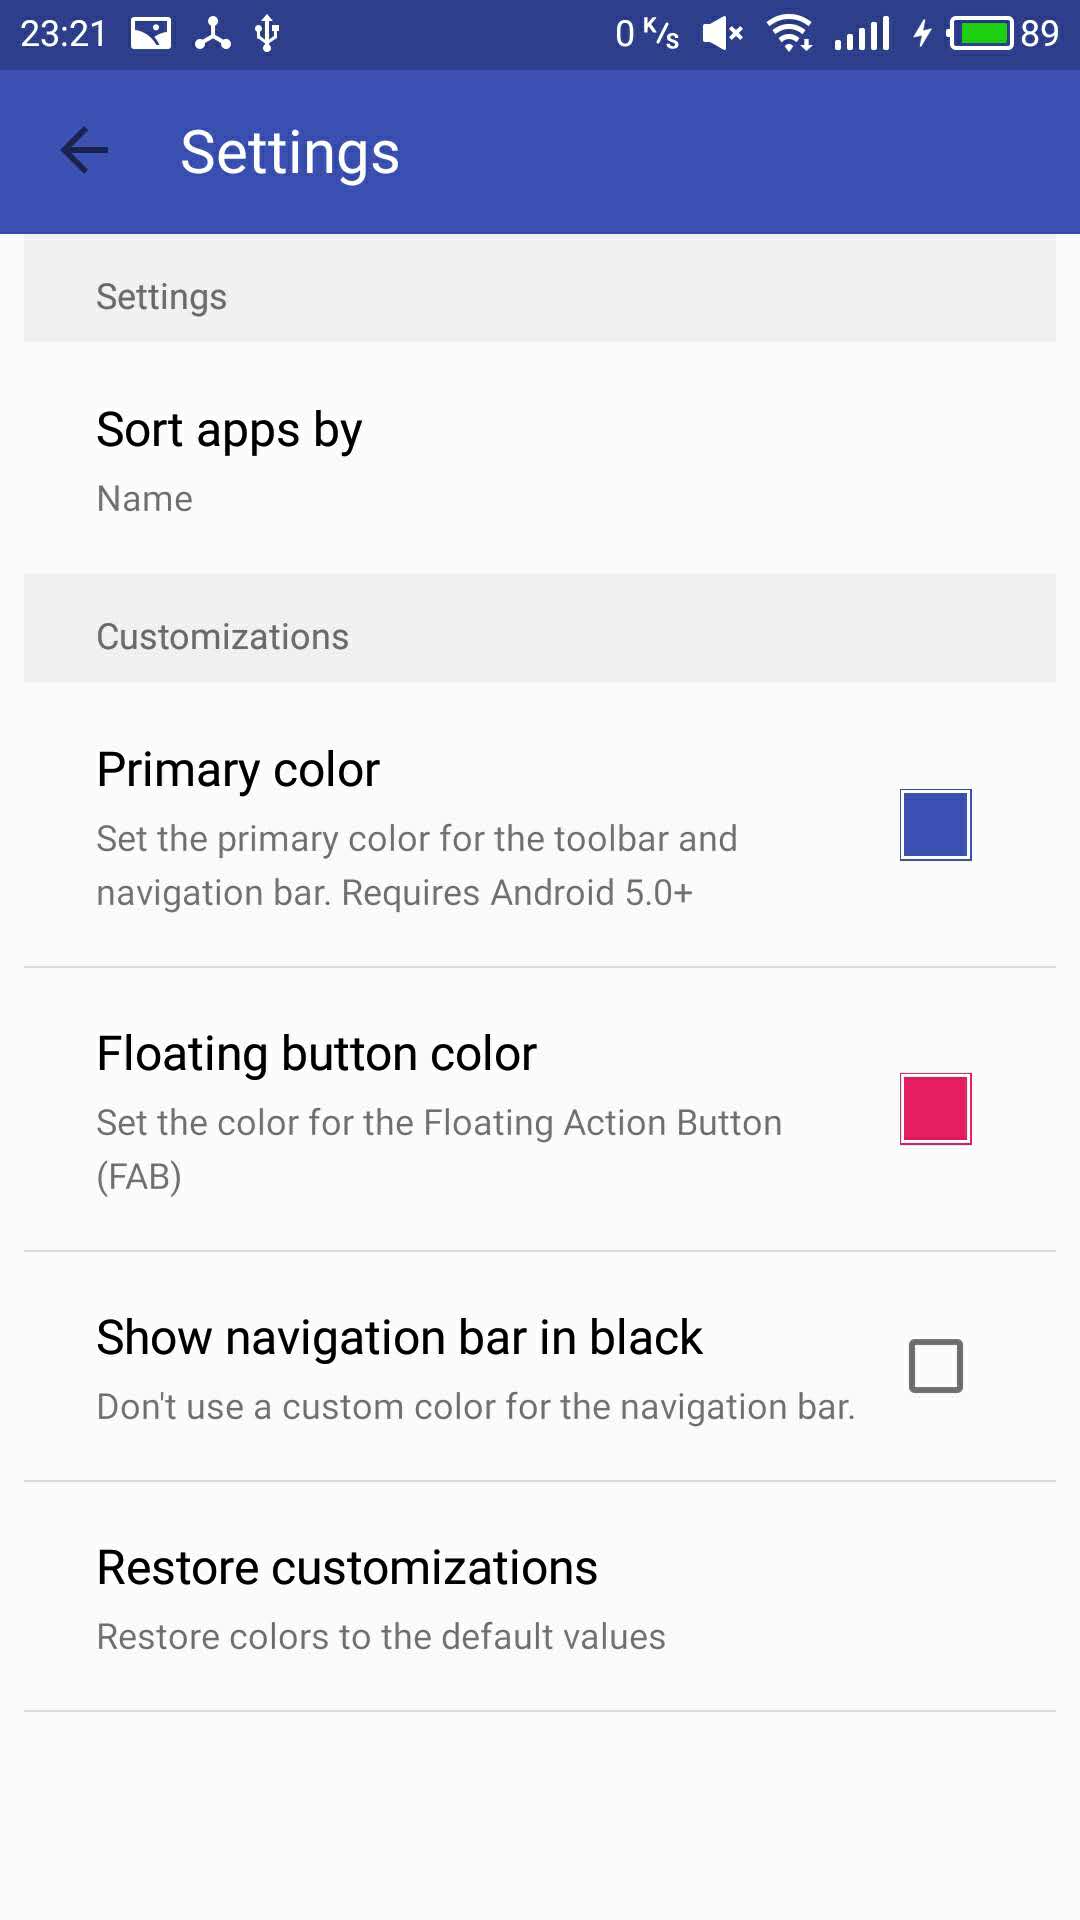 23:21 0 K/s 89
Settings
Settings
Sort apps by
Name
Customizations
Primary color
Set the primary color for the toolbar and
navigation bar. Requires Android 5.0+
Floating button color
Set the color for the Floating Action Button
(FAB)
Show navigation bar in black
Don't use a custom color for the navigation bar.
Restore customizations
Restore colors to the default values